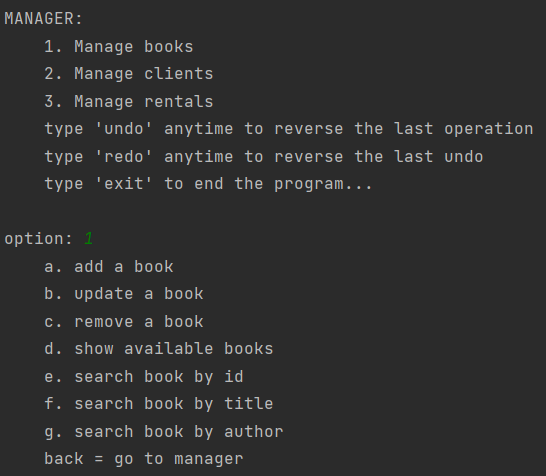 MANAGER:
1. Manage books
2. Manage clients
3. Manage rentals
type 'undo' anytime to reverse the last operation
type 'redo' anytime to reverse the last undo
type 'exit' to end the program...
option: 1
a. add a book
b. update a book
c. remove a book
d. show available books
e. search book by id
f. search book by title
g. search book by author
back = go to manager